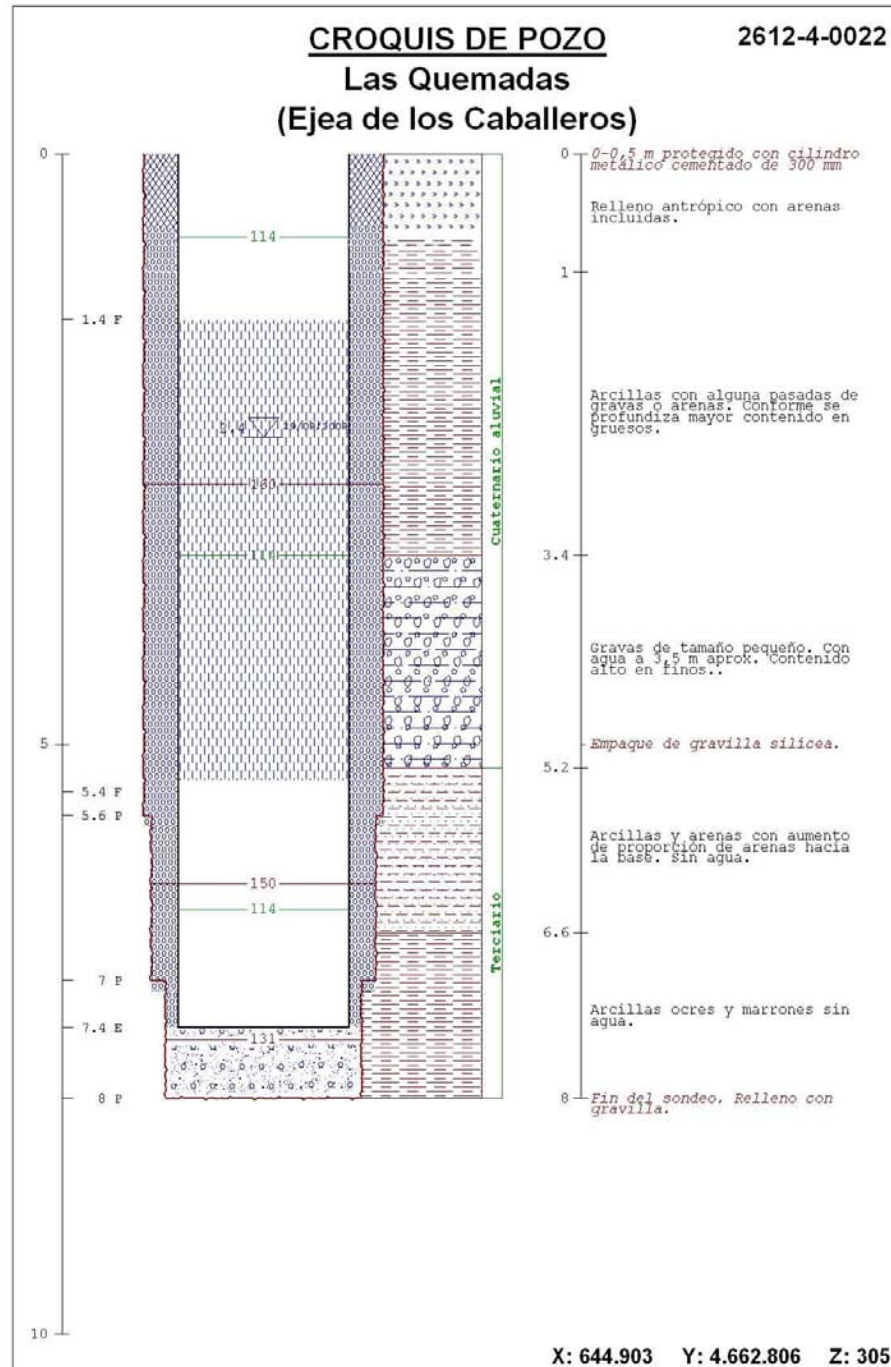 CROQUIS DE POZO
2612-4-0022
Las Quemadas
(Ejea de los Caballeros)
0
0
0-0,5 m protegido con cilindro
metálico cementado de 300 mm
Relleno antrópico con arenas
incluidas.
114
1
1.4 F
Arcillas con alguna pasadas de
gravas o arenas. Conforme se
profundiza mayor contenido en
gruesos.
2.4
Cuaternario aluvial
3.4
Gravas de tamaño pequeño. Con
agua a 3,5 m aprox. Contenido
alto en finos..
5
Empaque de gravilla silícea.
5.2
5.4 F
5.6 P
Arcillas y arenas con aumento
de proporción de arenas hacia
la base. Sin agua.
150
114
Terciario
6.6
7 P
Arcillas ocres y marrones sin
agua.
7.4 E
131
8 P
8
Fin del sondeo. Relleno con
gravilla.
10
X: 644.903 Y: 4.662.806 Z: 305